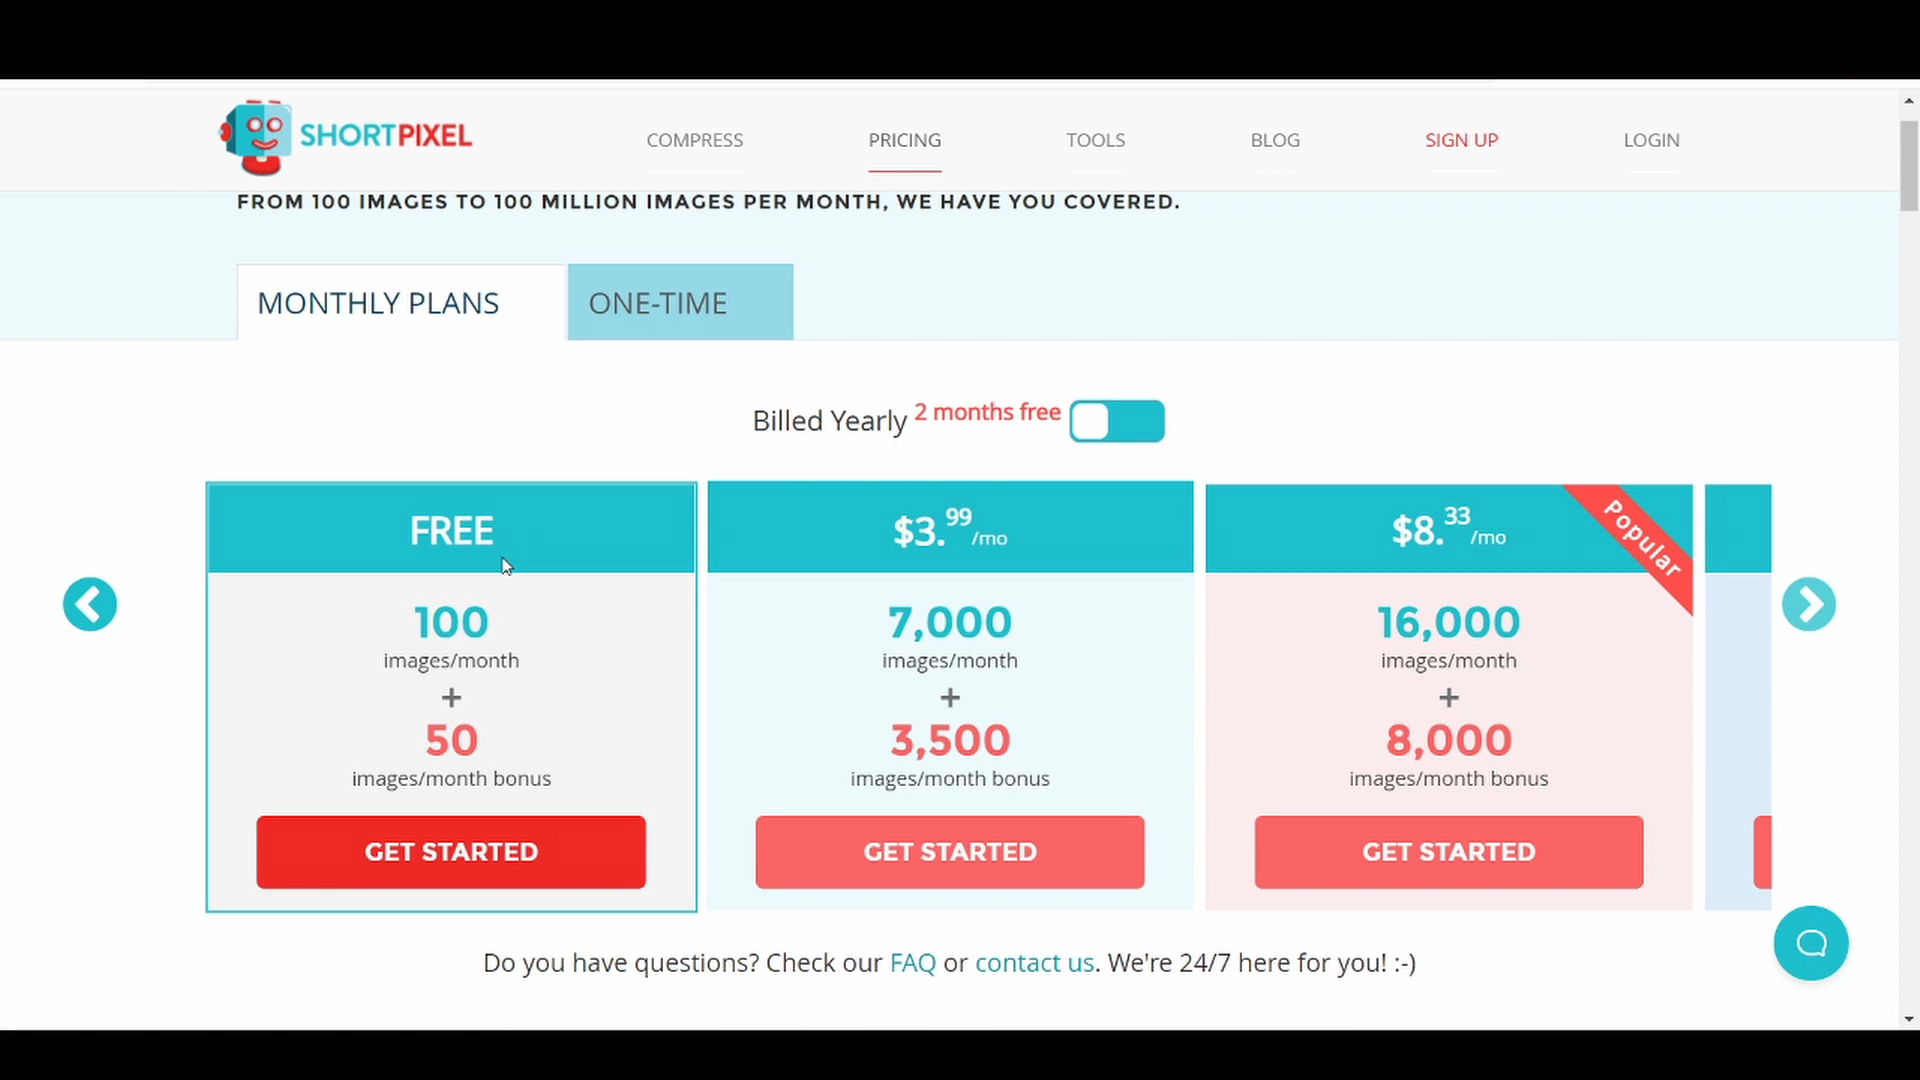 SHORTPIXEL
COMPRESS PRICING TOOLS BLOG SIGN UP LOGIN
FROM 100 IMAGES TO 100 MILLION IMAGES PER MONTH, WE HAVE YOU COVERED.
MONTHLY PLANS ONE-TIME
Billed Yearly 2 months free
FREE
100
images/month
+
50
images/month bonus
GET STARTED
$3.99/mo
7,000
images/month
+
3,500
images/month bonus
GET STARTED
$8.33/mo
Popular
16,000
images/month
+
8,000
images/month bonus
GET STARTED
Do you have questions? Check our FAQ or contact us. We're 24/7 here for you! :-)